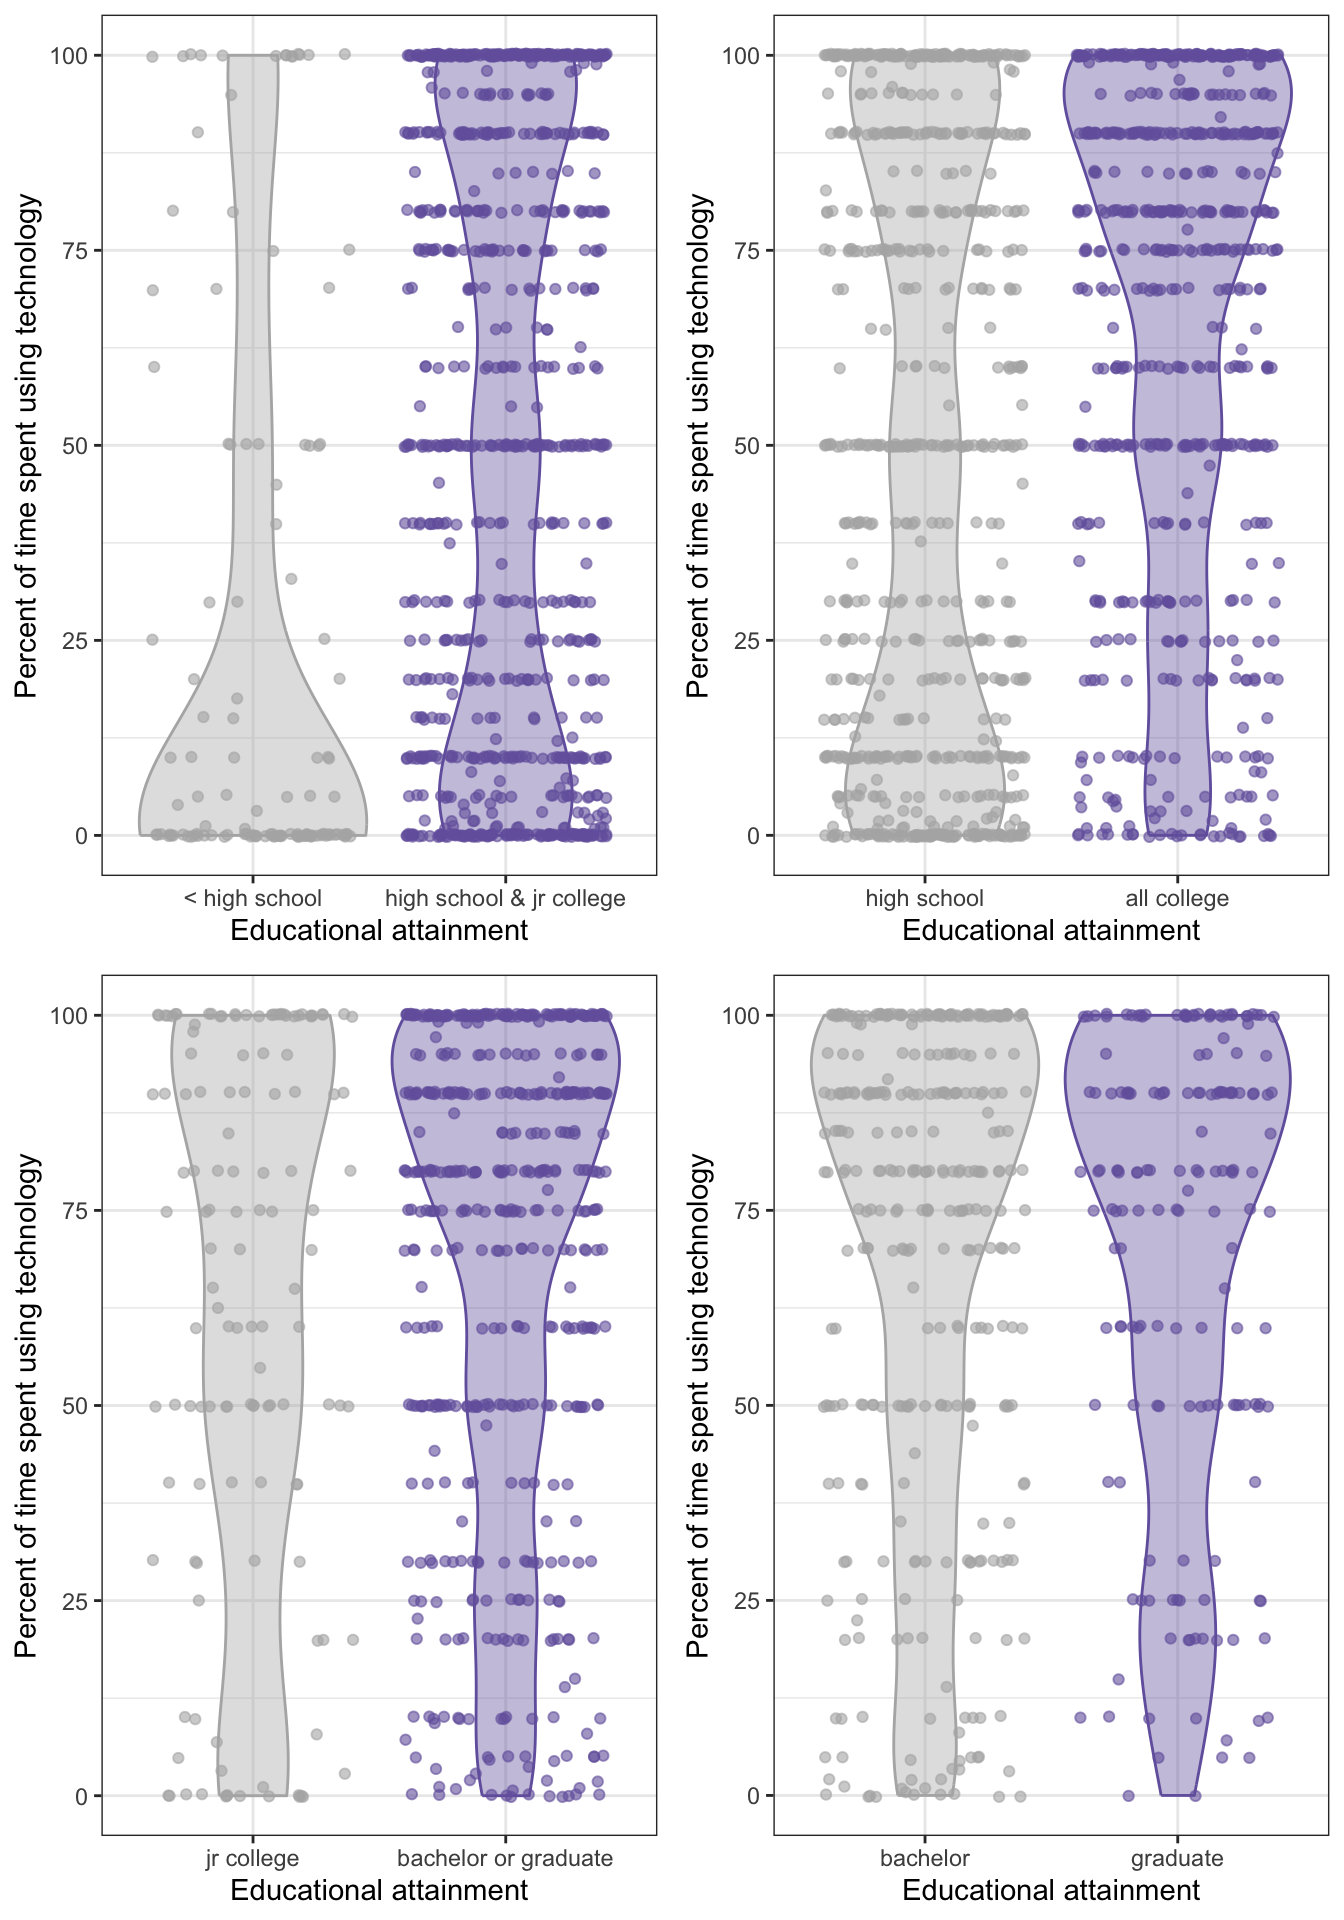 Percent of time spent using technology
100
75
50
25
0
< high school
high school & jr college
Educational attainment
Percent of time spent using technology
100
75
50
25
0
high school
all college
Educational attainment
Percent of time spent using technology
100
75
50
25
0
jr college
bachelor or graduate
Educational attainment
Percent of time spent using technology
100
75
50
25
0
bachelor
graduate
Educational attainment